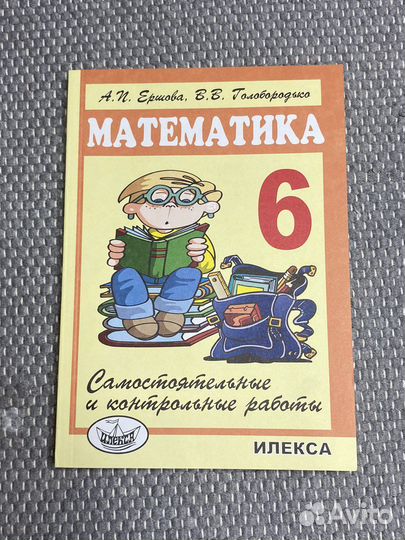 А.П. Ершова, В.В. Голобородько
МАТЕМАТИКА
6
Самостоятельные
и контрольные работы
ИЛЕКСА
ИЛЕКСА
Avito